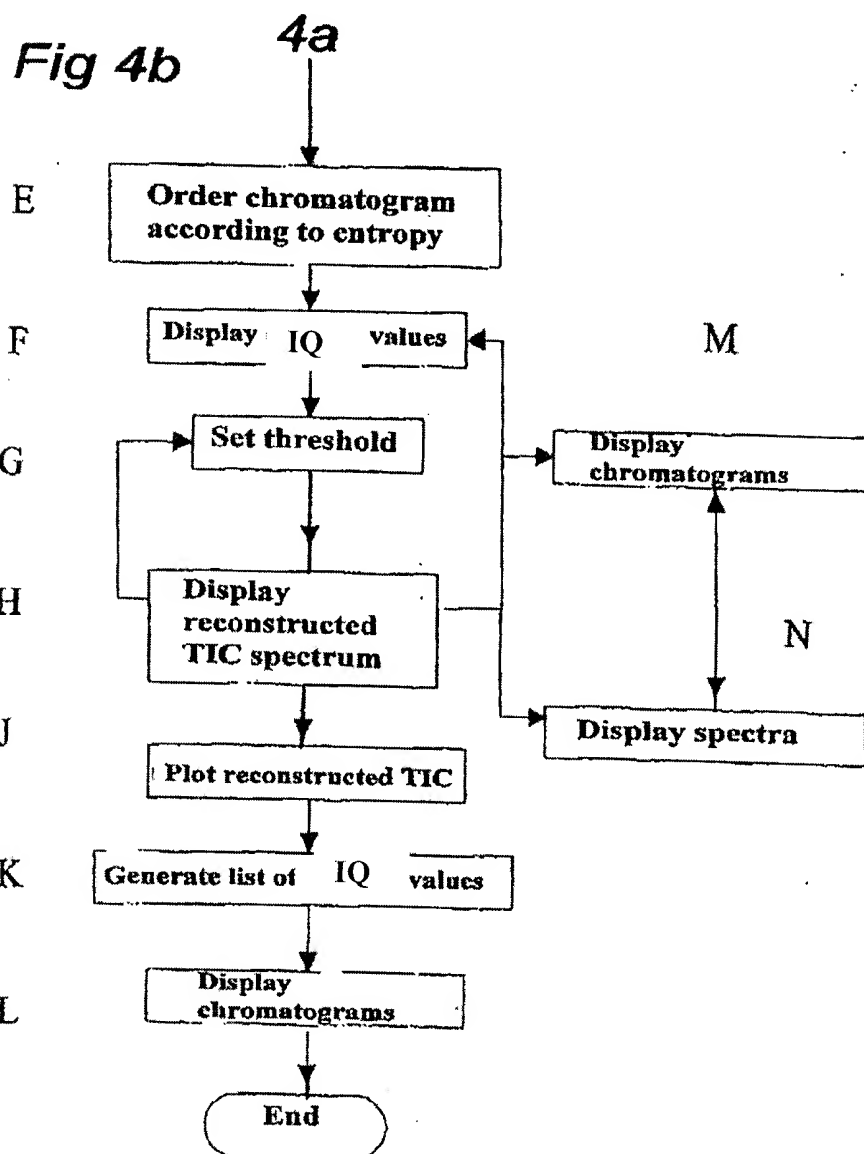 Fig 4b
4a
E
Order chromatogram
according to entropy
F
Display IQ values
M
G
Set threshold
Display
chromatograms
H
Display
reconstructed
TIC spectrum
N
J
Display spectra
Plot reconstructed TIC
K
Generate list of IQ values
L
Display
chromatograms
End